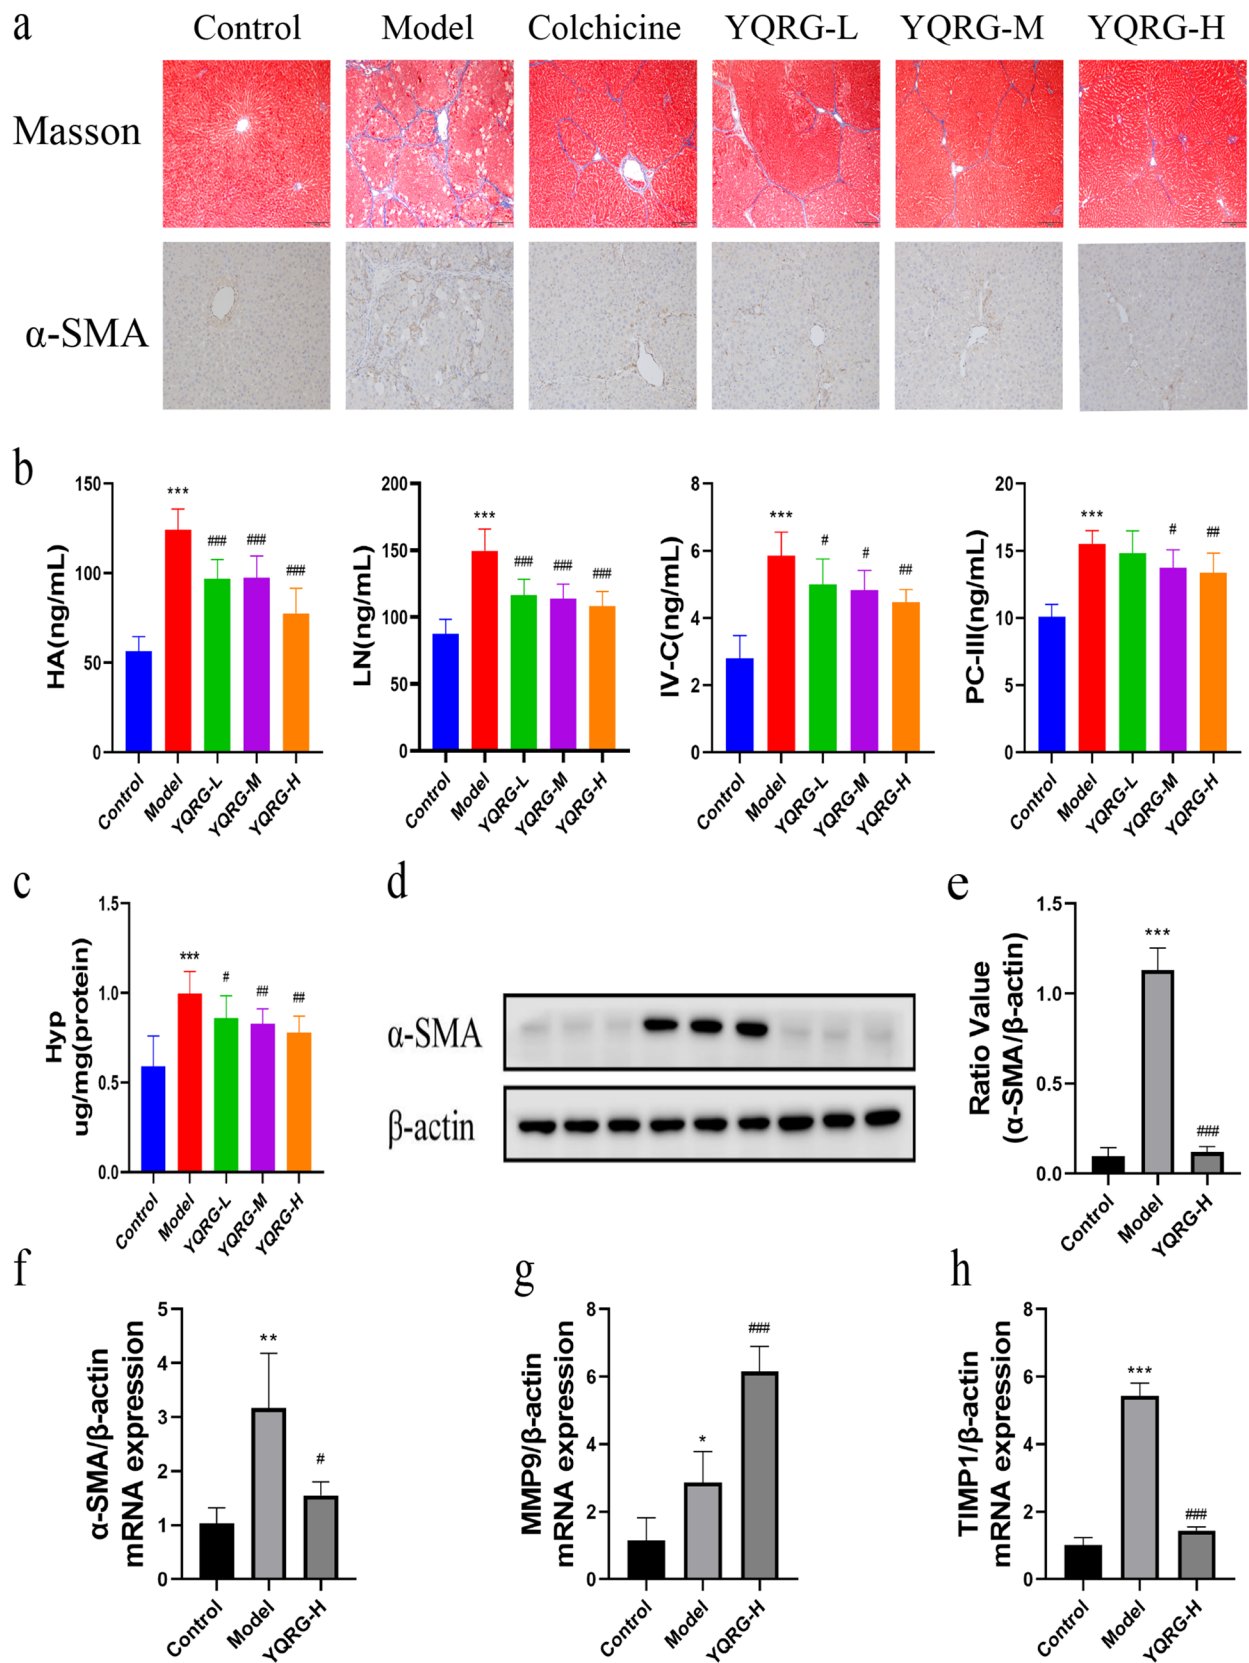 a
Control Model Colchicine YQRG-L YQRG-M YQRG-H
Masson
α-SMA
b
HA(ng/mL)
150
100
50
0
***
###
###
###
Control Model YQRG-L YQRG-M YQRG-H
LN(ng/mL)
200
150
100
50
0
***
###
###
###
Control Model YQRG-L YQRG-M YQRG-H
IV-C(ng/mL)
8
6
4
2
0
***
#
#
##
Control Model YQRG-L YQRG-M YQRG-H
PC-III(ng/mL)
20
15
10
5
0
***
#
##
Control Model YQRG-L YQRG-M YQRG-H
c
Hyp
ug/mg(protein)
1.5
1.0
0.5
0.0
***
#
##
##
Control Model YQRG-L YQRG-M YQRG-H
d
α-SMA
β-actin
e
Ratio Value
(α-SMA/β-actin)
1.5
1.0
0.5
0.0
***
###
Control Model YQRG-H
f
α-SMA/β-actin
mRNA expression
5
4
3
2
1
0
**
#
Control Model YQRG-H
g
MMP9/β-actin
mRNA expression
8
6
4
2
0
*
###
Control Model YQRG-H
h
TIMP1/β-actin
mRNA expression
8
6
4
2
0
***
###
Control Model YQRG-H